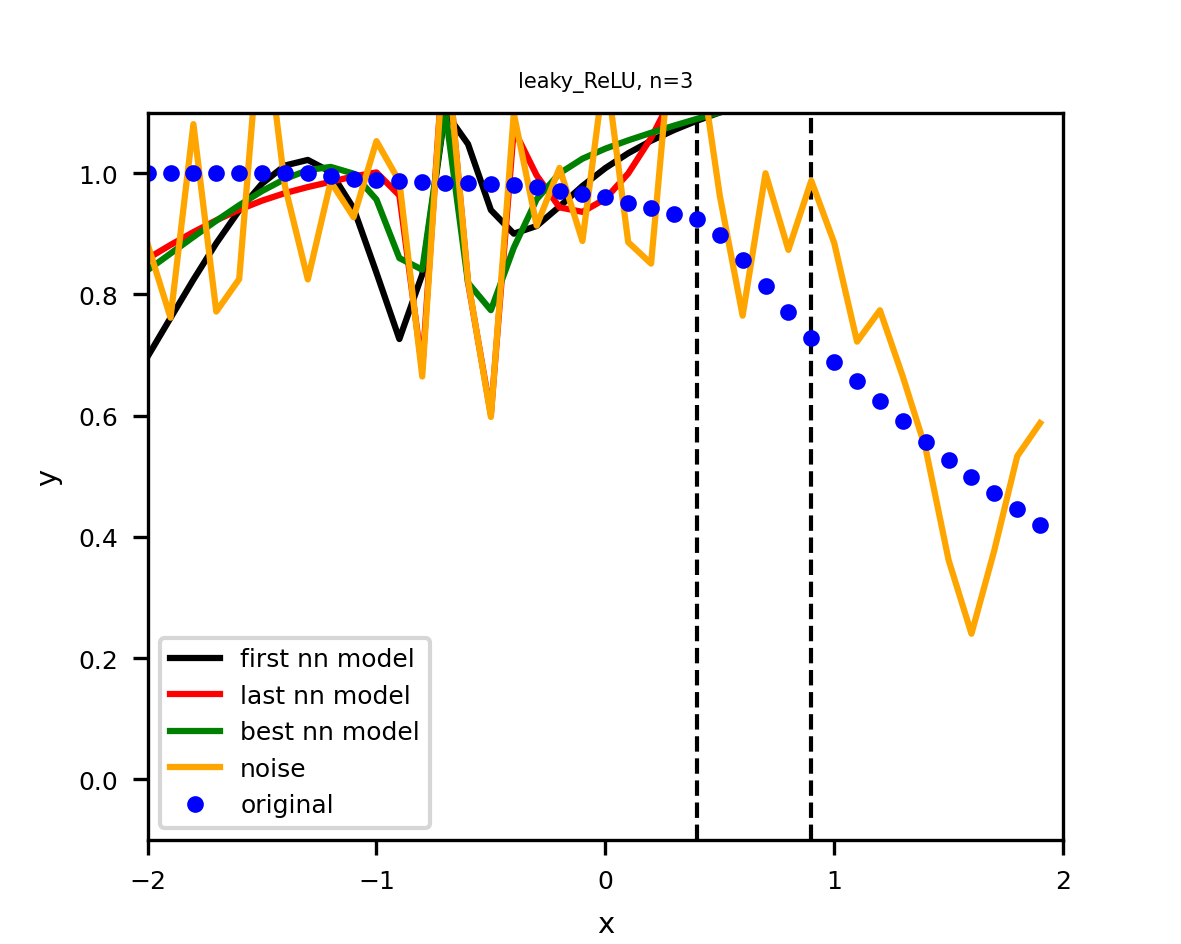 leaky_ReLU, n=3
y
1.0
0.8
0.6
0.4
0.2
0.0
first nn model
last nn model
best nn model
noise
original
−2
−1
0
1
2
x